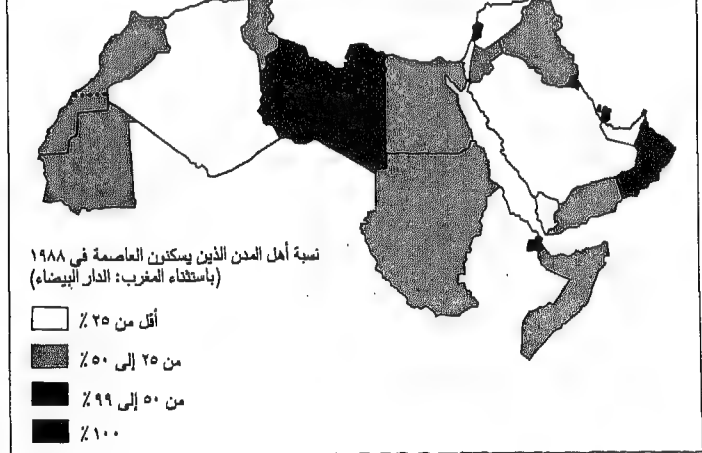 نسبة أهل المدن الذين يسكنون العاصمة في ١٩٨٨
(باستثناء المغرب: الدار البيضاء)
أقل من ٢٥ ٪
من ٢٥ إلى ٥٠ ٪
من ٥٠ إلى ٩٩ ٪
١٠٠ ٪